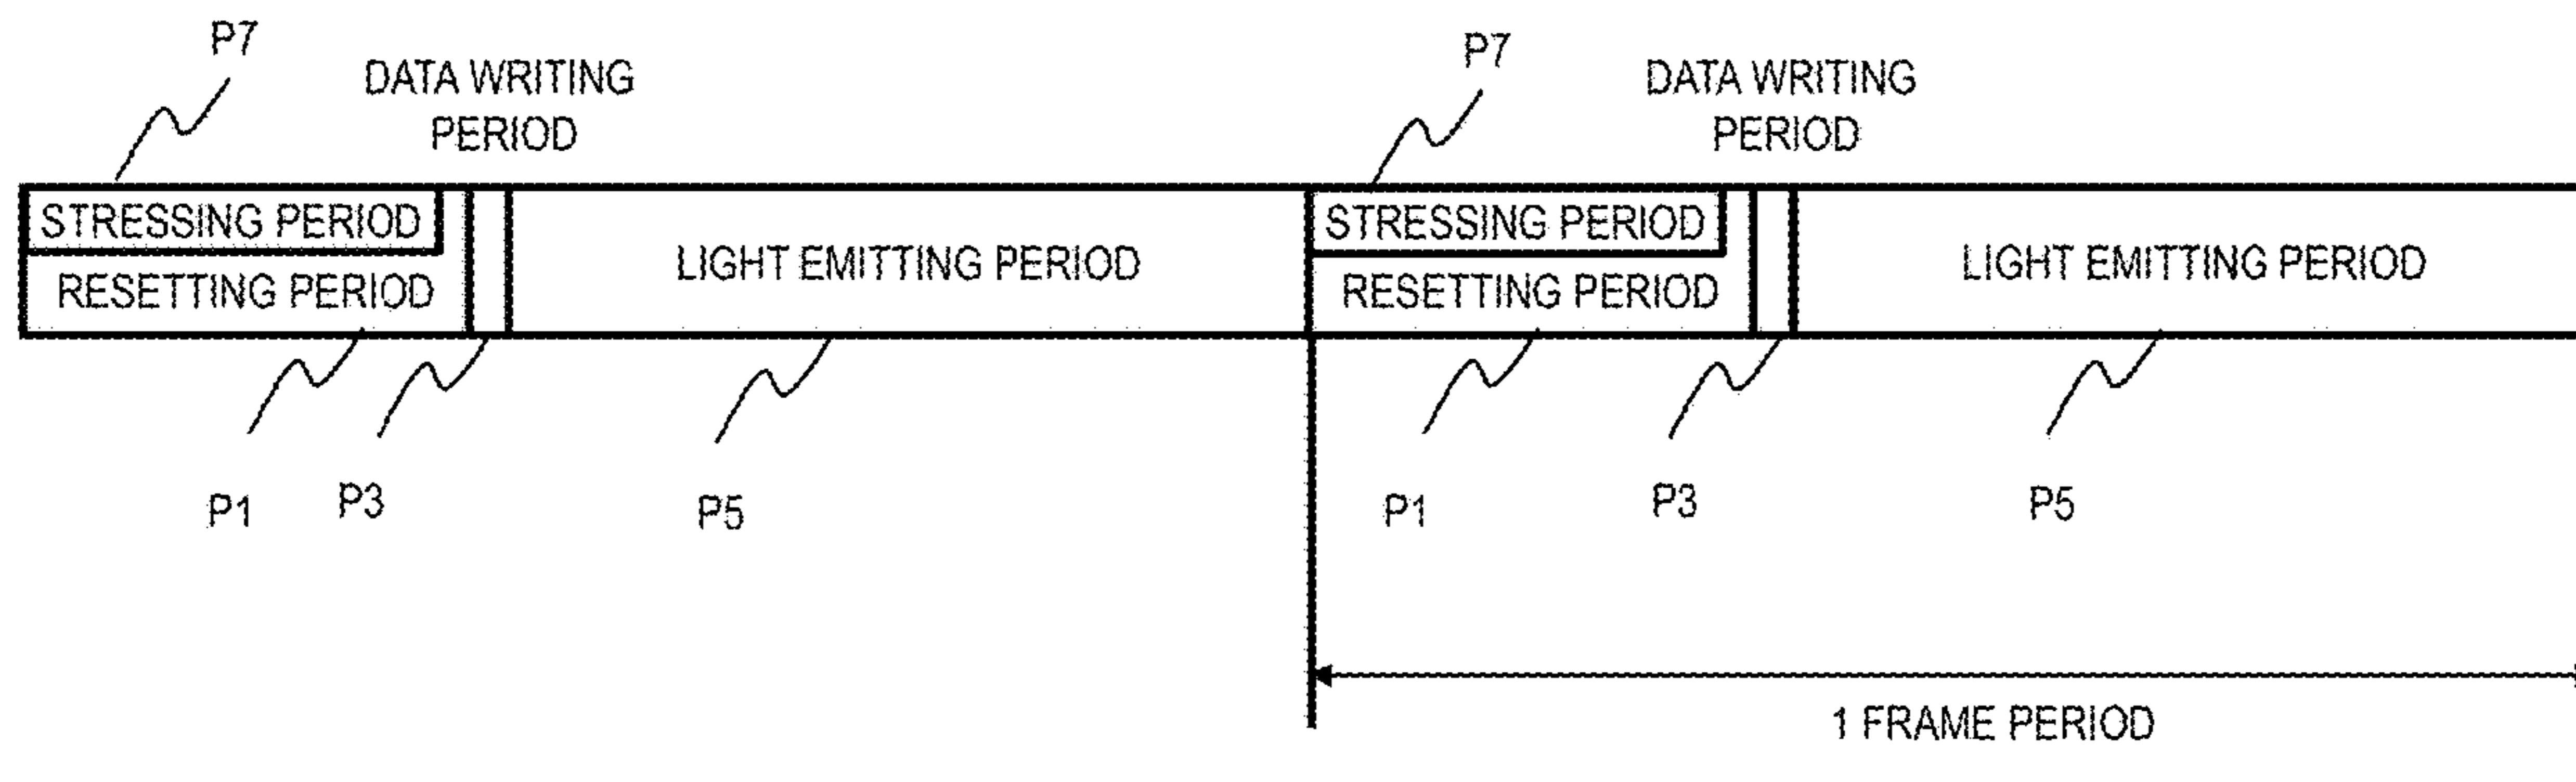 P7
DATA WRITING
PERIOD
P7
DATA WRITING
PERIOD
STRESSING PERIOD
RESETTING PERIOD
LIGHT EMITTING PERIOD
STRESSING PERIOD
RESETTING PERIOD
LIGHT EMITTING PERIOD
P1
P3
P5
P1
P3
P5
1 FRAME PERIOD